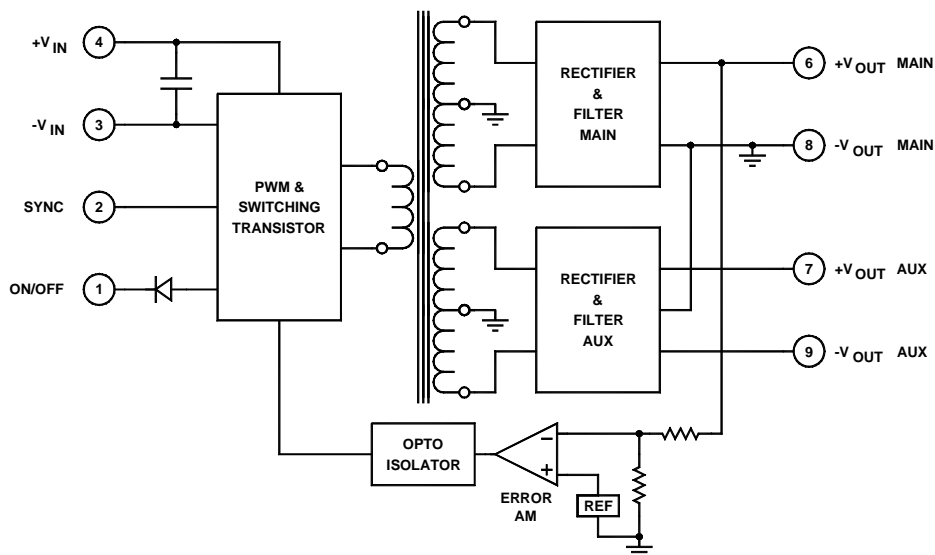 +V IN
4
-V IN
3
SYNC
2
ON/OFF
1
PWM &
SWITCHING
TRANSISTOR
RECTIFIER
&
FILTER
MAIN
6
+V OUT MAIN
8
-V OUT MAIN
RECTIFIER
&
FILTER
AUX
7
+V OUT AUX
9
-V OUT AUX
OPTO
ISOLATOR
−
+
ERROR
AM
REF